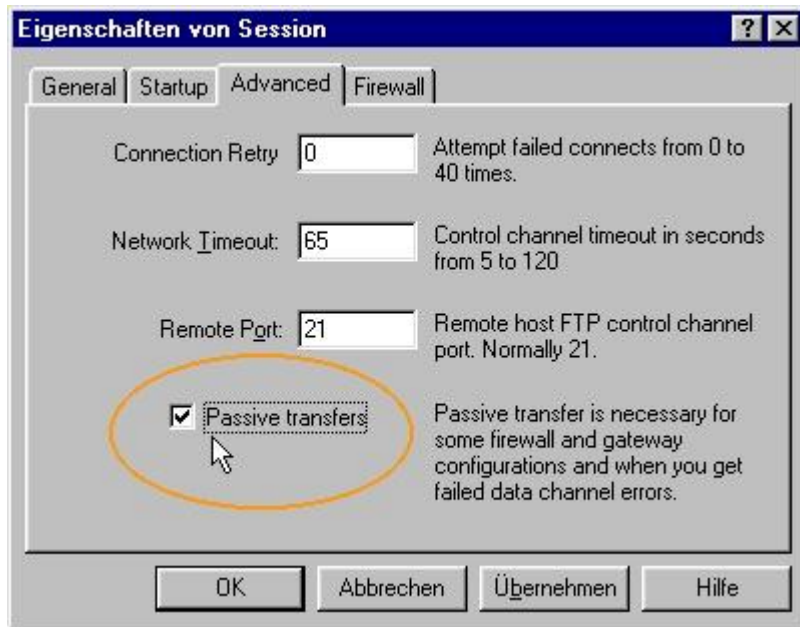 Eigenschaften von Session
General Startup Advanced Firewall
Connection Retry 0 Attempt failed connects from 0 to
40 times.
Network Timeout: 65 Control channel timeout in seconds
from 5 to 120
Remote Port: 21 Remote host FTP control channel
port. Normally 21.
Passive transfers Passive transfer is necessary for
some firewall and gateway
configurations and when you get
failed data channel errors.
OK Abbrechen Übernehmen Hilfe